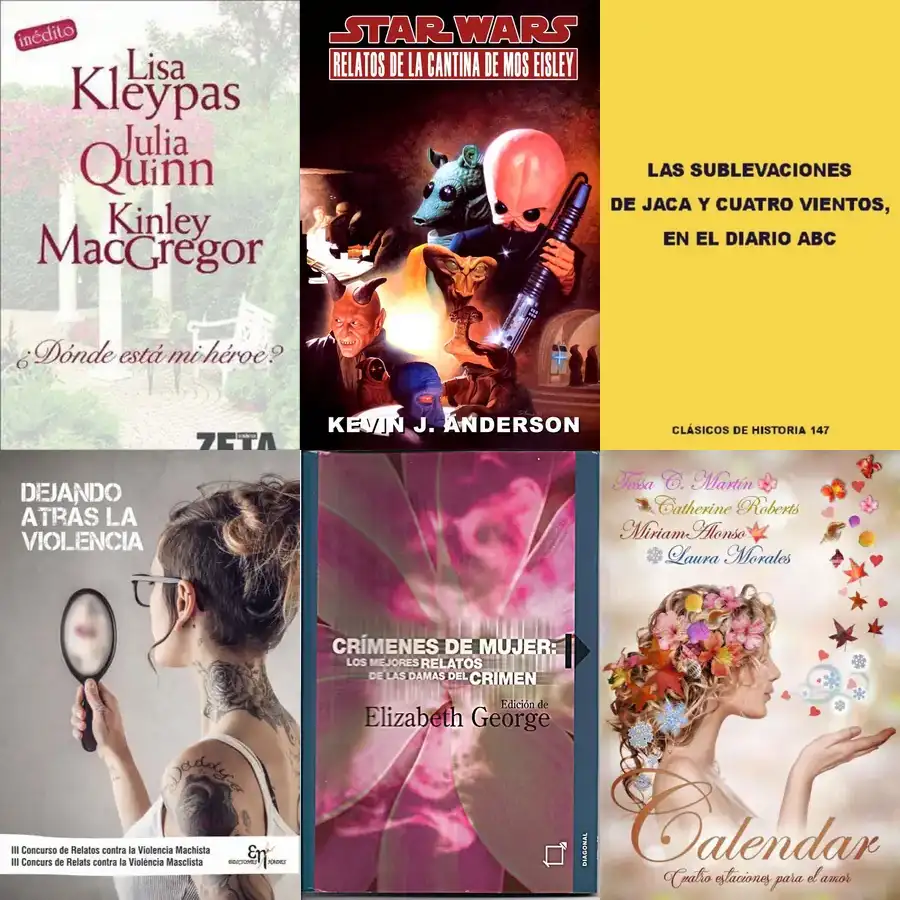 inédito
Lisa
Kleypas
Julia
Quinn
Kinley
MacGregor
¿Dónde está mi héroe?
ZETA
STAR WARS
RELATOS DE LA CANTINA DE MOS EISLEY
KEVIN J. ANDERSON
LAS SUBLEVACIONES
DE JACA Y CUATRO VIENTOS,
EN EL DIARIO ABC
CLÁSICOS DE HISTORIA 147
DEJANDO
ATRÁS LA
VIOLENCIA
Daddy's
III Concurso de Relatos contra la Violencia Machista
III Concurs de Relats contra la Violència Masclista
CRÍMENES DE MUJER:
LOS MEJORES RELATOS
DE LAS DAMAS DEL CRIMEN
Edición de
Elizabeth George
DIAGONAL
Tessa C. Martín
Catherine Roberts
Miriam Alonso
Laura Morales
Calendar
Cuatro estaciones para el amor